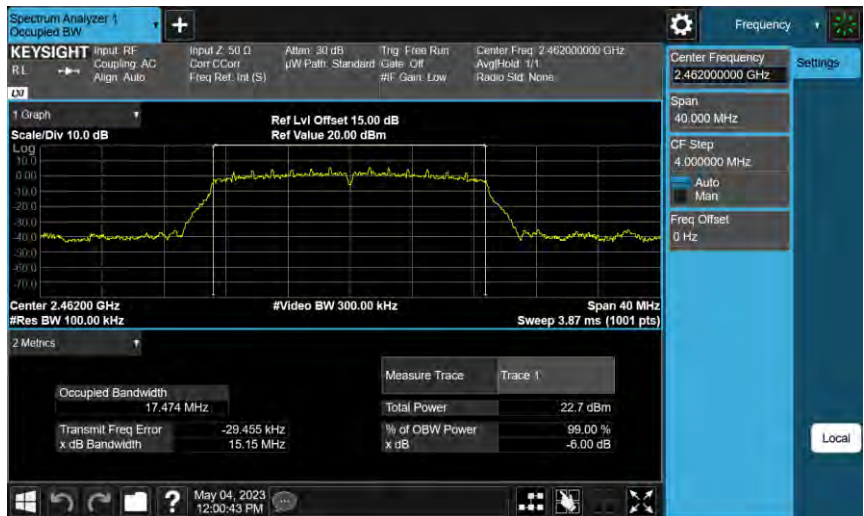 Spectrum Analyzer 1
Occupied BW
+
Frequency
KEYSIGHT
RL
LXI
Input: RF
Coupling: AC
Align: Auto
Input Z: 50 Ω
Corr CCorr
Freq Ref: Int (S)
Atten: 30 dB
µW Path: Standard
Trig: Free Run
Gate: Off
#IF Gain: Low
Center Freq: 2.462000000 GHz
Avg|Hold: 1/1
Radio Std: None
1 Graph
Scale/Div 10.0 dB
Ref Lvl Offset 15.00 dB
Ref Value 20.00 dBm
Log
10.0
0.00
-10.0
-20.0
-30.0
-40.0
-50.0
-60.0
-70.0
Center 2.46200 GHz
#Res BW 100.00 kHz
#Video BW 300.00 kHz
Span 40 MHz
Sweep 3.87 ms (1001 pts)
2 Metrics
Measure Trace
Trace 1
Occupied Bandwidth
17.474 MHz
Total Power
22.7 dBm
Transmit Freq Error
-29.455 kHz
% of OBW Power
99.00 %
x dB Bandwidth
15.15 MHz
x dB
-6.00 dB
Center Frequency
2.462000000 GHz
Settings
Span
40.000 MHz
CF Step
4.000000 MHz
Auto
Man
Freq Offset
0 Hz
Local
?
May 04, 2023
12:00:43 PM